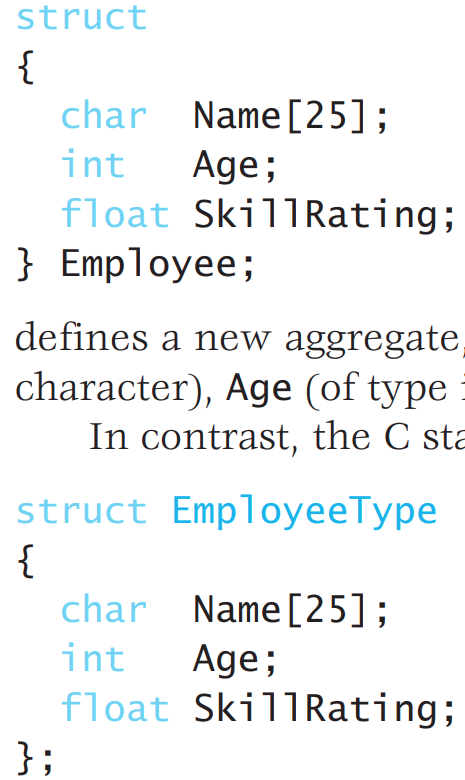 struct
{
  char  Name[25];
  int   Age;
  float SkillRating;
} Employee;
defines a new aggregate,
character), Age (of type
In contrast, the C
struct EmployeeType
{
  char  Name[25];
  int   Age;
  float SkillRating;
};